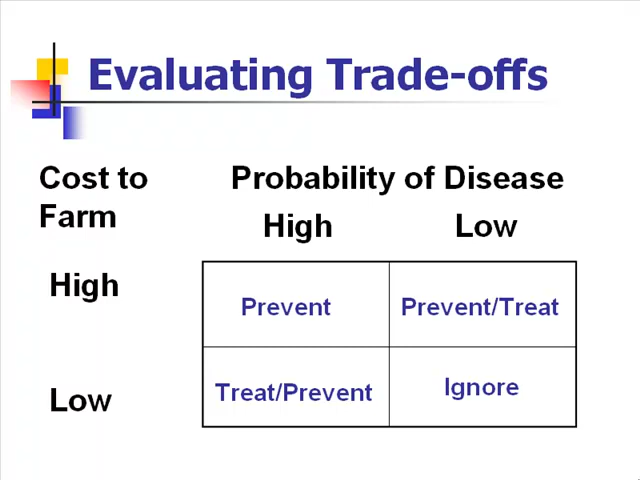 Evaluating Trade-offs
Cost to Farm
Probability of Disease
High Low
High Prevent Prevent/Treat
Low Treat/Prevent Ignore